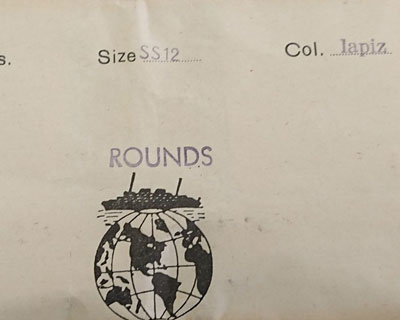 s. Size SS12 Col. lapiz
ROUNDS